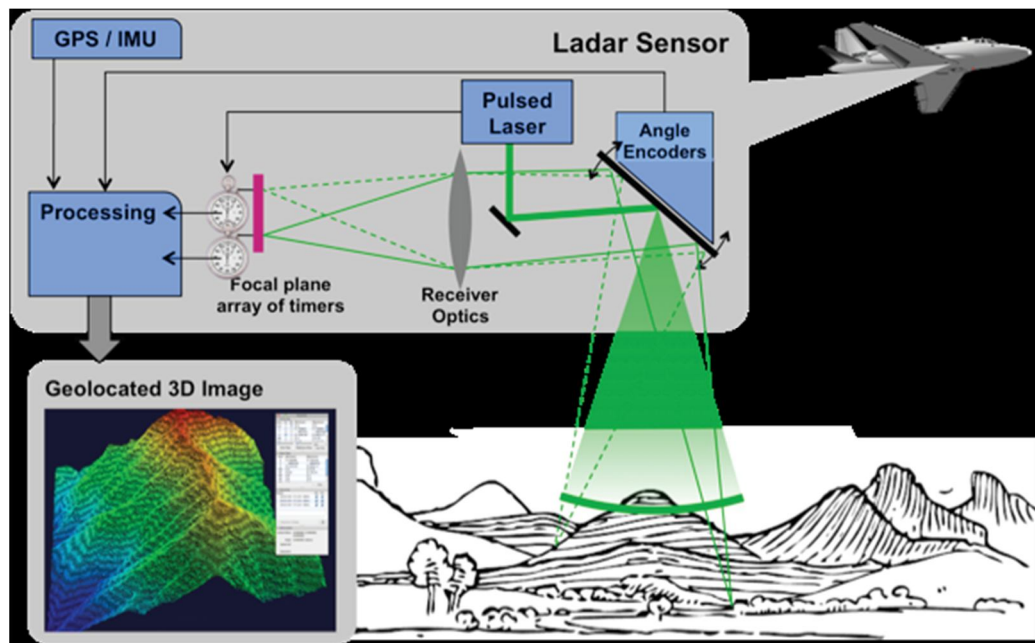 GPS / IMU
Ladar Sensor
Pulsed
Laser
Angle
Encoders
Processing
Focal plane
array of timers
Receiver
Optics
Geolocated 3D Image